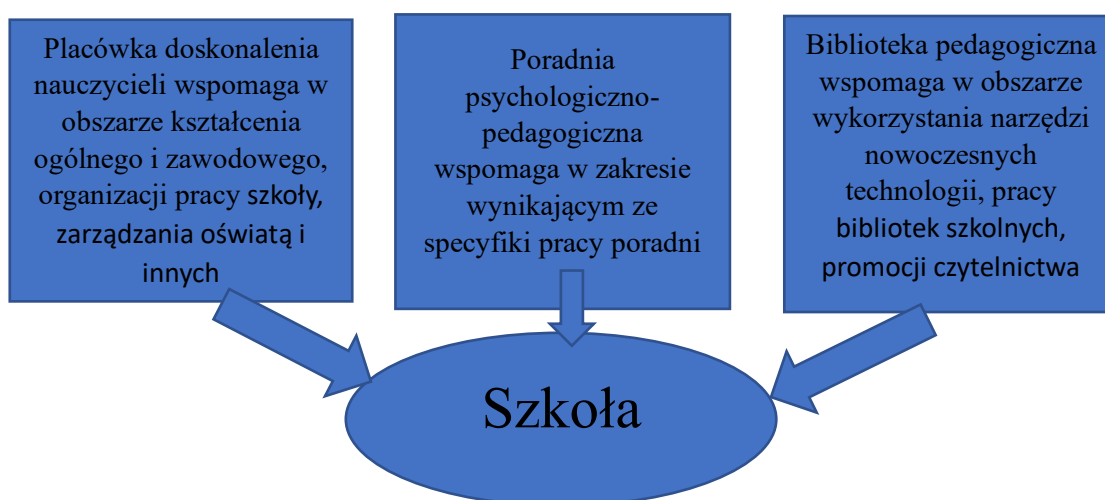 Placówka doskonalenia
nauczycieli wspomaga w
obszarze kształcenia
ogólnego i zawodowego,
organizacji pracy szkoły,
zarządzania oświatą i
innych
Poradnia
psychologiczno-
pedagogiczna
wspomaga w zakresie
wynikającym ze
specyfiki pracy poradni
Biblioteka pedagogiczna
wspomaga w obszarze
wykorzystania narzędzi
nowoczesnych
technologii, pracy
bibliotek szkolnych,
promocji czytelnictwa
Szkoła